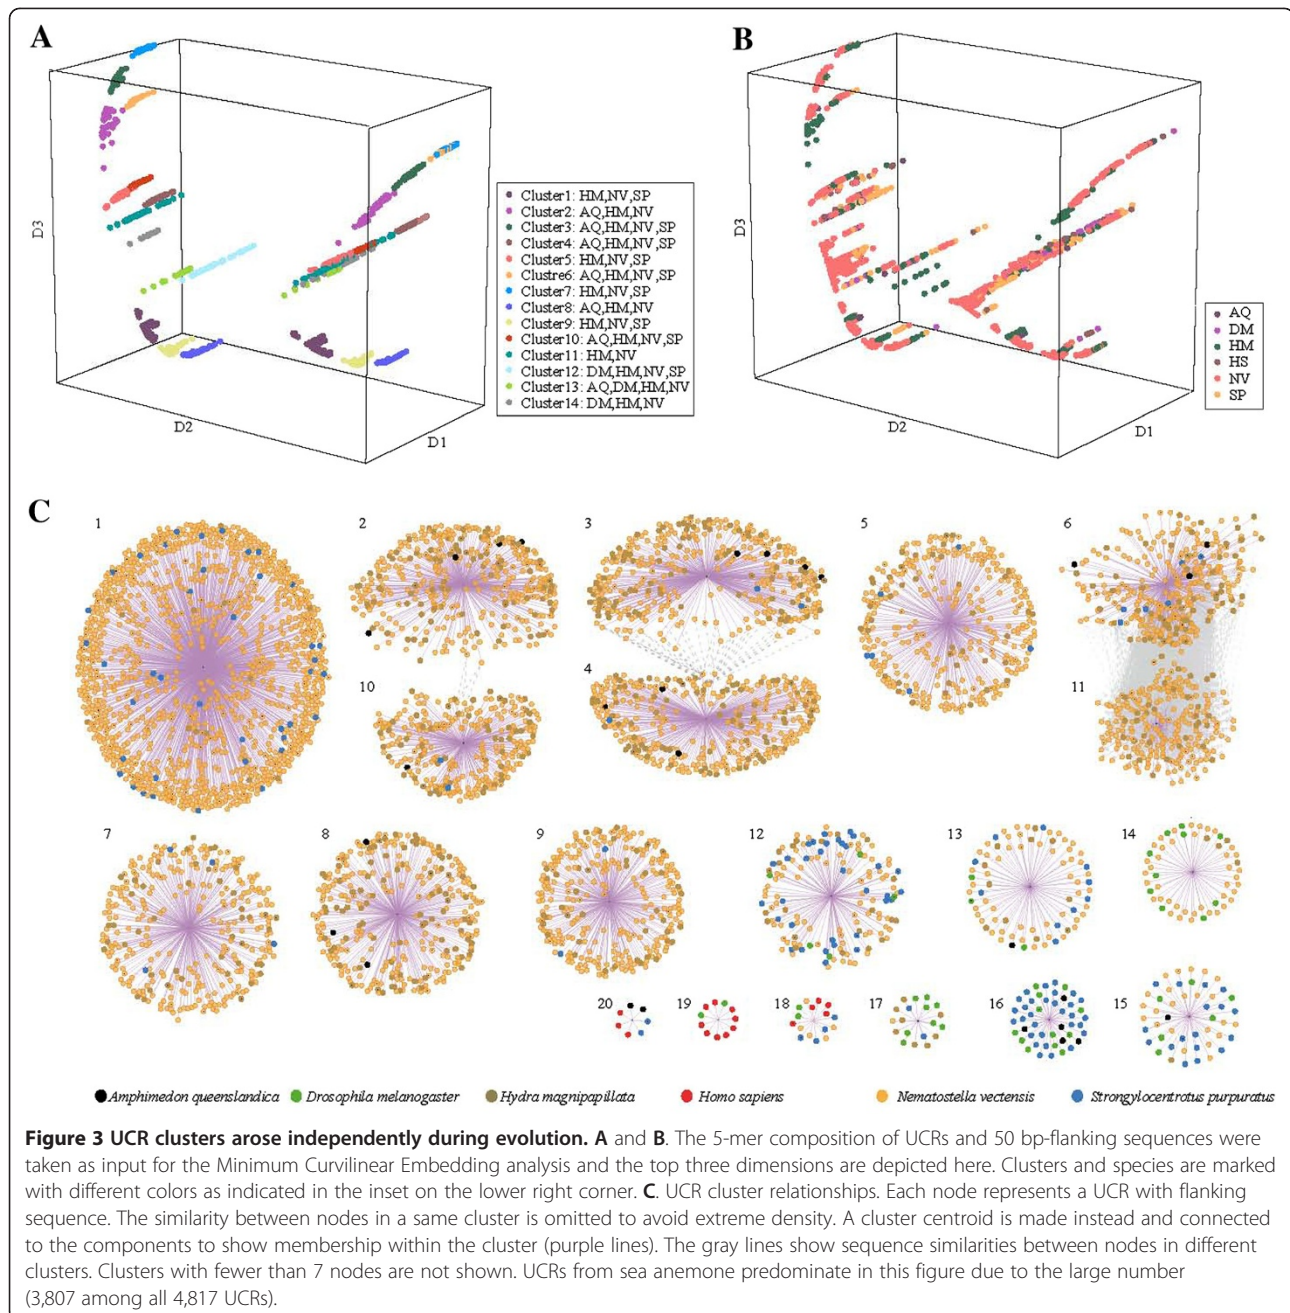 A
D3
D2
D1
Cluster1: HM,NV,SP
Cluster2: AQ,HM,NV
Cluster3: AQ,HM,NV,SP
Cluster4: AQ,HM,NV,SP
Cluster5: HM,NV,SP
Clustre6: AQ,HM,NV,SP
Cluster7: HM,NV,SP
Cluster8: AQ,HM,NV
Cluster9: HM,NV,SP
Cluster10: AQ,HM,NV,SP
Cluster11: HM,NV
Cluster12: DM,HM,NV,SP
Cluster13: AQ,DM,HM,NV
Cluster14: DM,HM,NV
B
D3
D2
D1
AQ
DM
HM
HS
NV
SP
C
1
2
3
5
6
10
4
11
7
8
9
12
13
14
20
19
18
17
16
15
Amphimedon queenslandica
Drosophila melanogaster
Hydra magnipapillata
Homo sapiens
Nematostella vectensis
Strongylocentrotus purpuratus
Figure 3 UCR clusters arose independently during evolution. A and B. The 5-mer composition of UCRs and 50 bp-flanking sequences were
taken as input for the Minimum Curvilinear Embedding analysis and the top three dimensions are depicted here. Clusters and species are marked
with different colors as indicated in the inset on the lower right corner. C. UCR cluster relationships. Each node represents a UCR with flanking
sequence. The similarity between nodes in a same cluster is omitted to avoid extreme density. A cluster centroid is made instead and connected
to the components to show membership within the cluster (purple lines). The gray lines show sequence similarities between nodes in different
clusters. Clusters with fewer than 7 nodes are not shown. UCRs from sea anemone predominate in this figure due to the large number
(3,807 among all 4,817 UCRs).